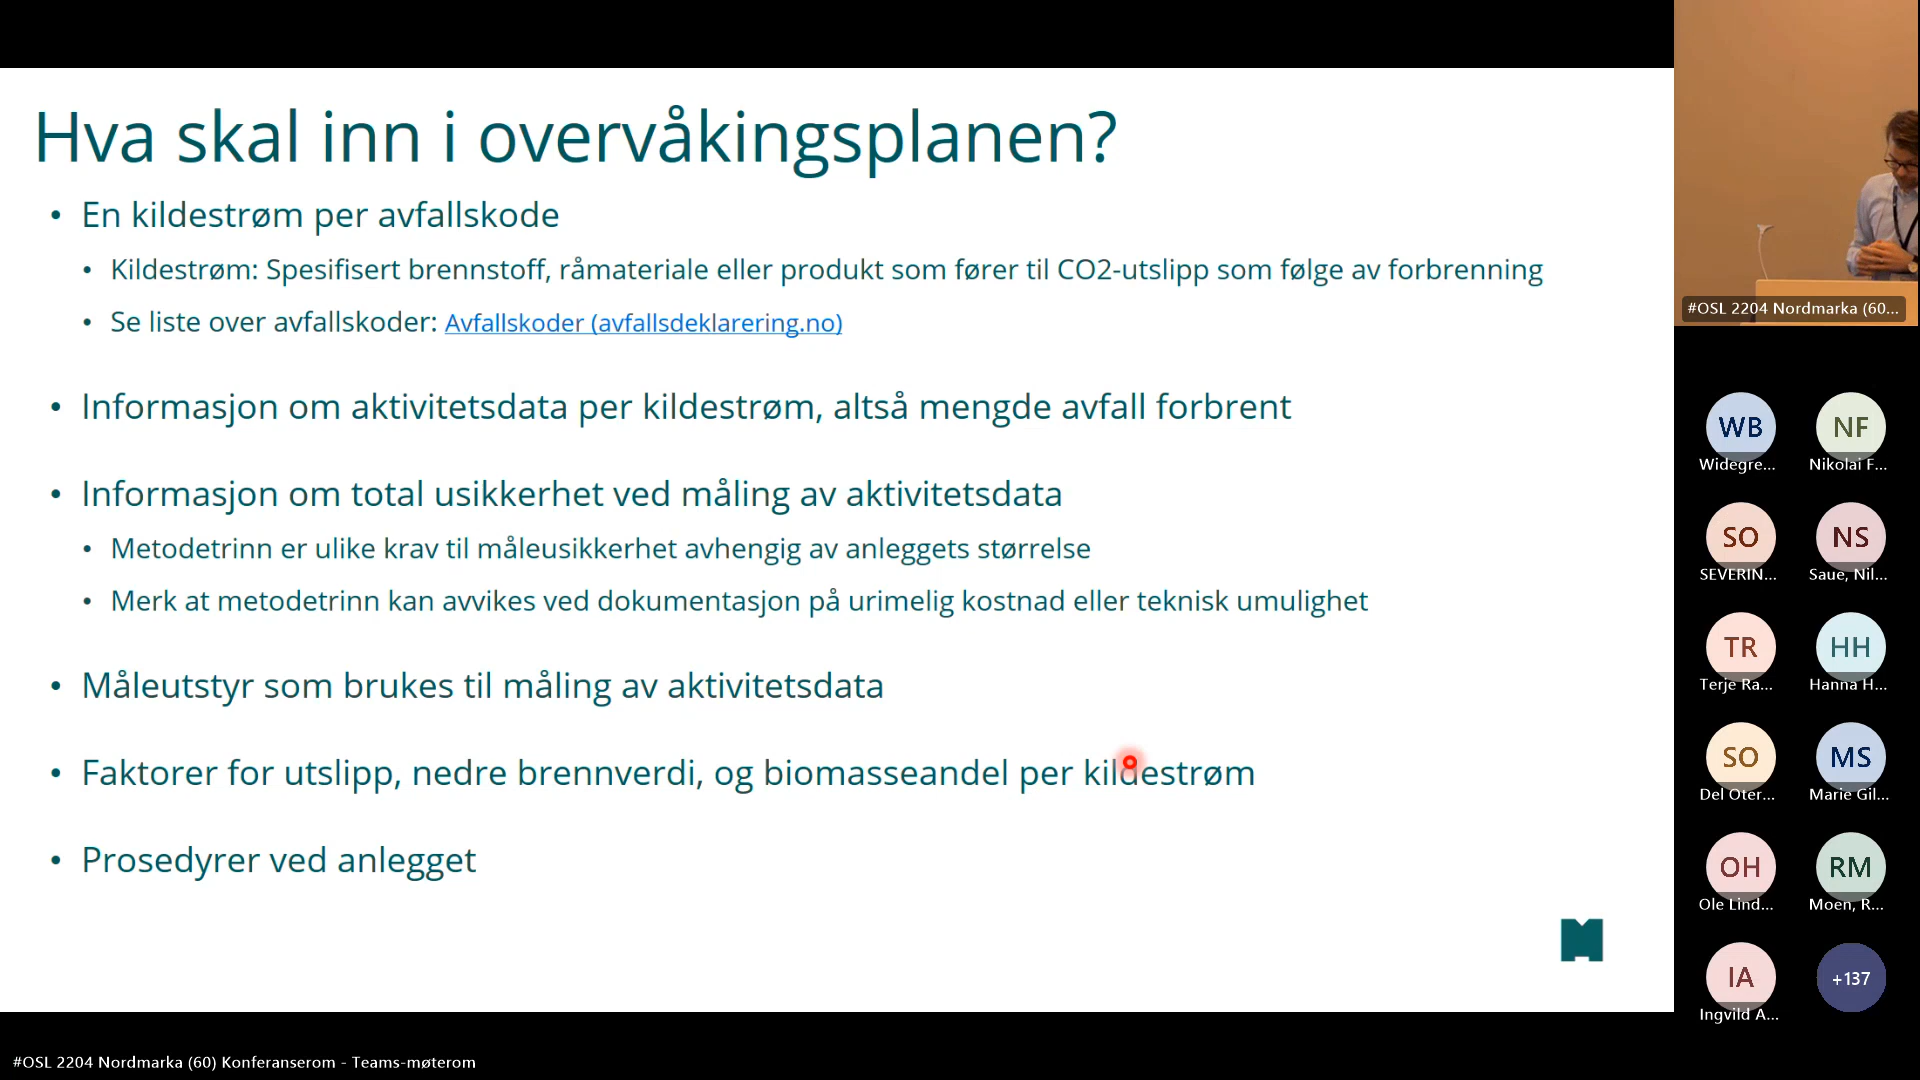 Hva skal inn i overvåkingsplanen?
• En kildestrøm per avfallskode
• Kildestrøm: Spesifisert brennstoff, råmateriale eller produkt som fører til CO2-utslipp som følge av forbrenning
• Se liste over avfallskoder: Avfallskoder (avfallsdeklarering.no)
• Informasjon om aktivitetsdata per kildestrøm, altså mengde avfall forbrent
• Informasjon om total usikkerhet ved måling av aktivitetsdata
• Metodetrinn er ulike krav til måleusikkerhet avhengig av anleggets størrelse
• Merk at metodetrinn kan avvikes ved dokumentasjon på urimelig kostnad eller teknisk umulighet
• Måleutstyr som brukes til måling av aktivitetsdata
• Faktorer for utslipp, nedre brennverdi, og biomasseandel per kildestrøm
• Prosedyrer ved anlegget
#OSL 2204 Nordmarka (60...
WB
Widegre...
NF
Nikolai F...
SO
SEVERIN...
NS
Saue, Nil...
TR
Terje Ra...
HH
Hanna H...
SO
Del Oter...
MS
Marie Gil...
OH
Ole Lind...
RM
Moen, R...
IA
Ingvild A...
+137
#OSL 2204 Nordmarka (60) Konferanserom - Teams-møterom